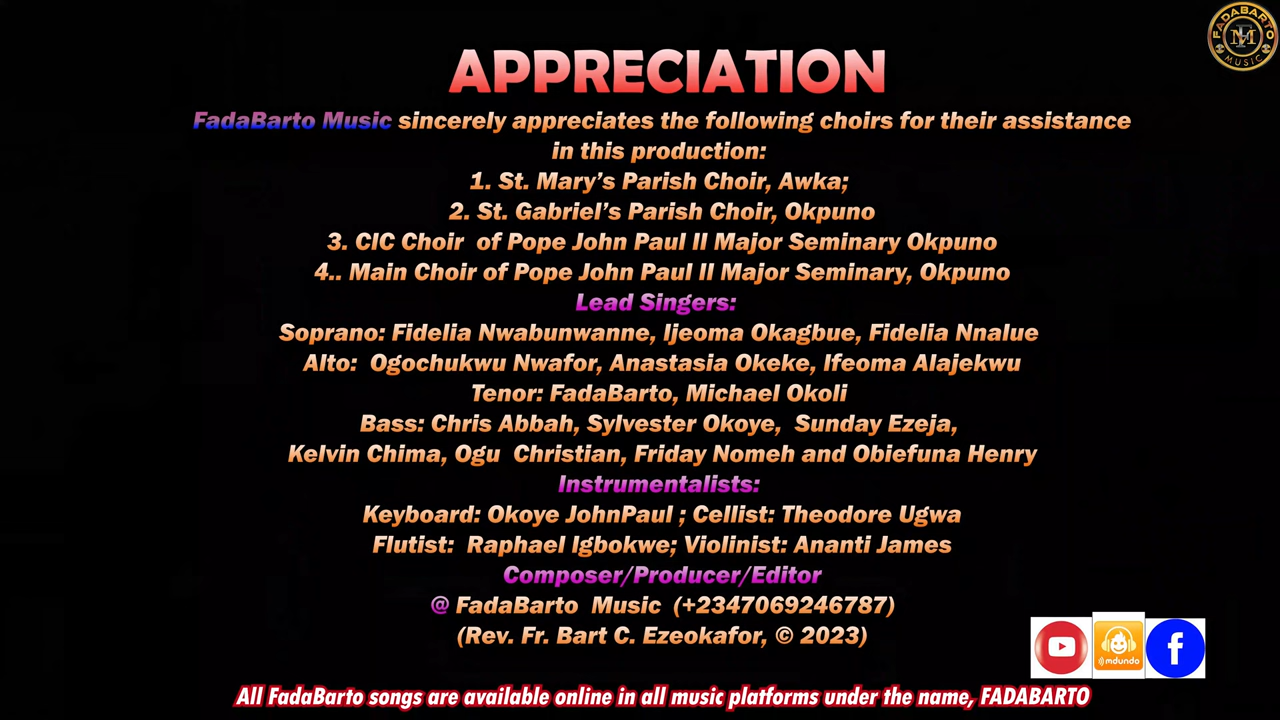 FADABARTO
FM
MUSIC
APPRECIATION
FadaBarto Music sincerely appreciates the following choirs for their assistance
in this production:
1. St. Mary's Parish Choir, Awka;
2. St. Gabriel's Parish Choir, Okpuno
3. CIC Choir of Pope John Paul II Major Seminary Okpuno
4.. Main Choir of Pope John Paul II Major Seminary, Okpuno
Lead Singers:
Soprano: Fidelia Nwabunwanne, Ijeoma Okagbue, Fidelia Nnalue
Alto: Ogochukwu Nwafor, Anastasia Okeke, Ifeoma Alajekwu
Tenor: FadaBarto, Michael Okoli
Bass: Chris Abbah, Sylvester Okoye, Sunday Ezeja,
Kelvin Chima, Ogu Christian, Friday Nomeh and Obiefuna Henry
Instrumentalists:
Keyboard: Okoye JohnPaul ; Cellist: Theodore Ugwa
Flutist: Raphael Igbokwe; Violinist: Ananti James
Composer/Producer/Editor
@ FadaBarto Music (+2347069246787)
(Rev. Fr. Bart C. Ezeokafor, © 2023)
mdundo
f
All FadaBarto songs are available online in all music platforms under the name, FADABARTO